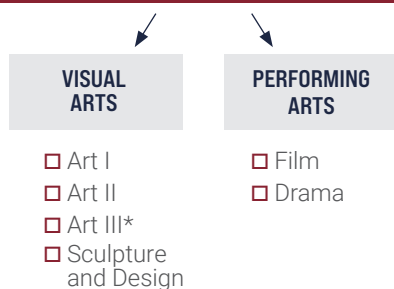 VISUAL
ARTS
Art I
Art II
Art III*
Sculpture
and Design
PERFORMING
ARTS
Film
Drama